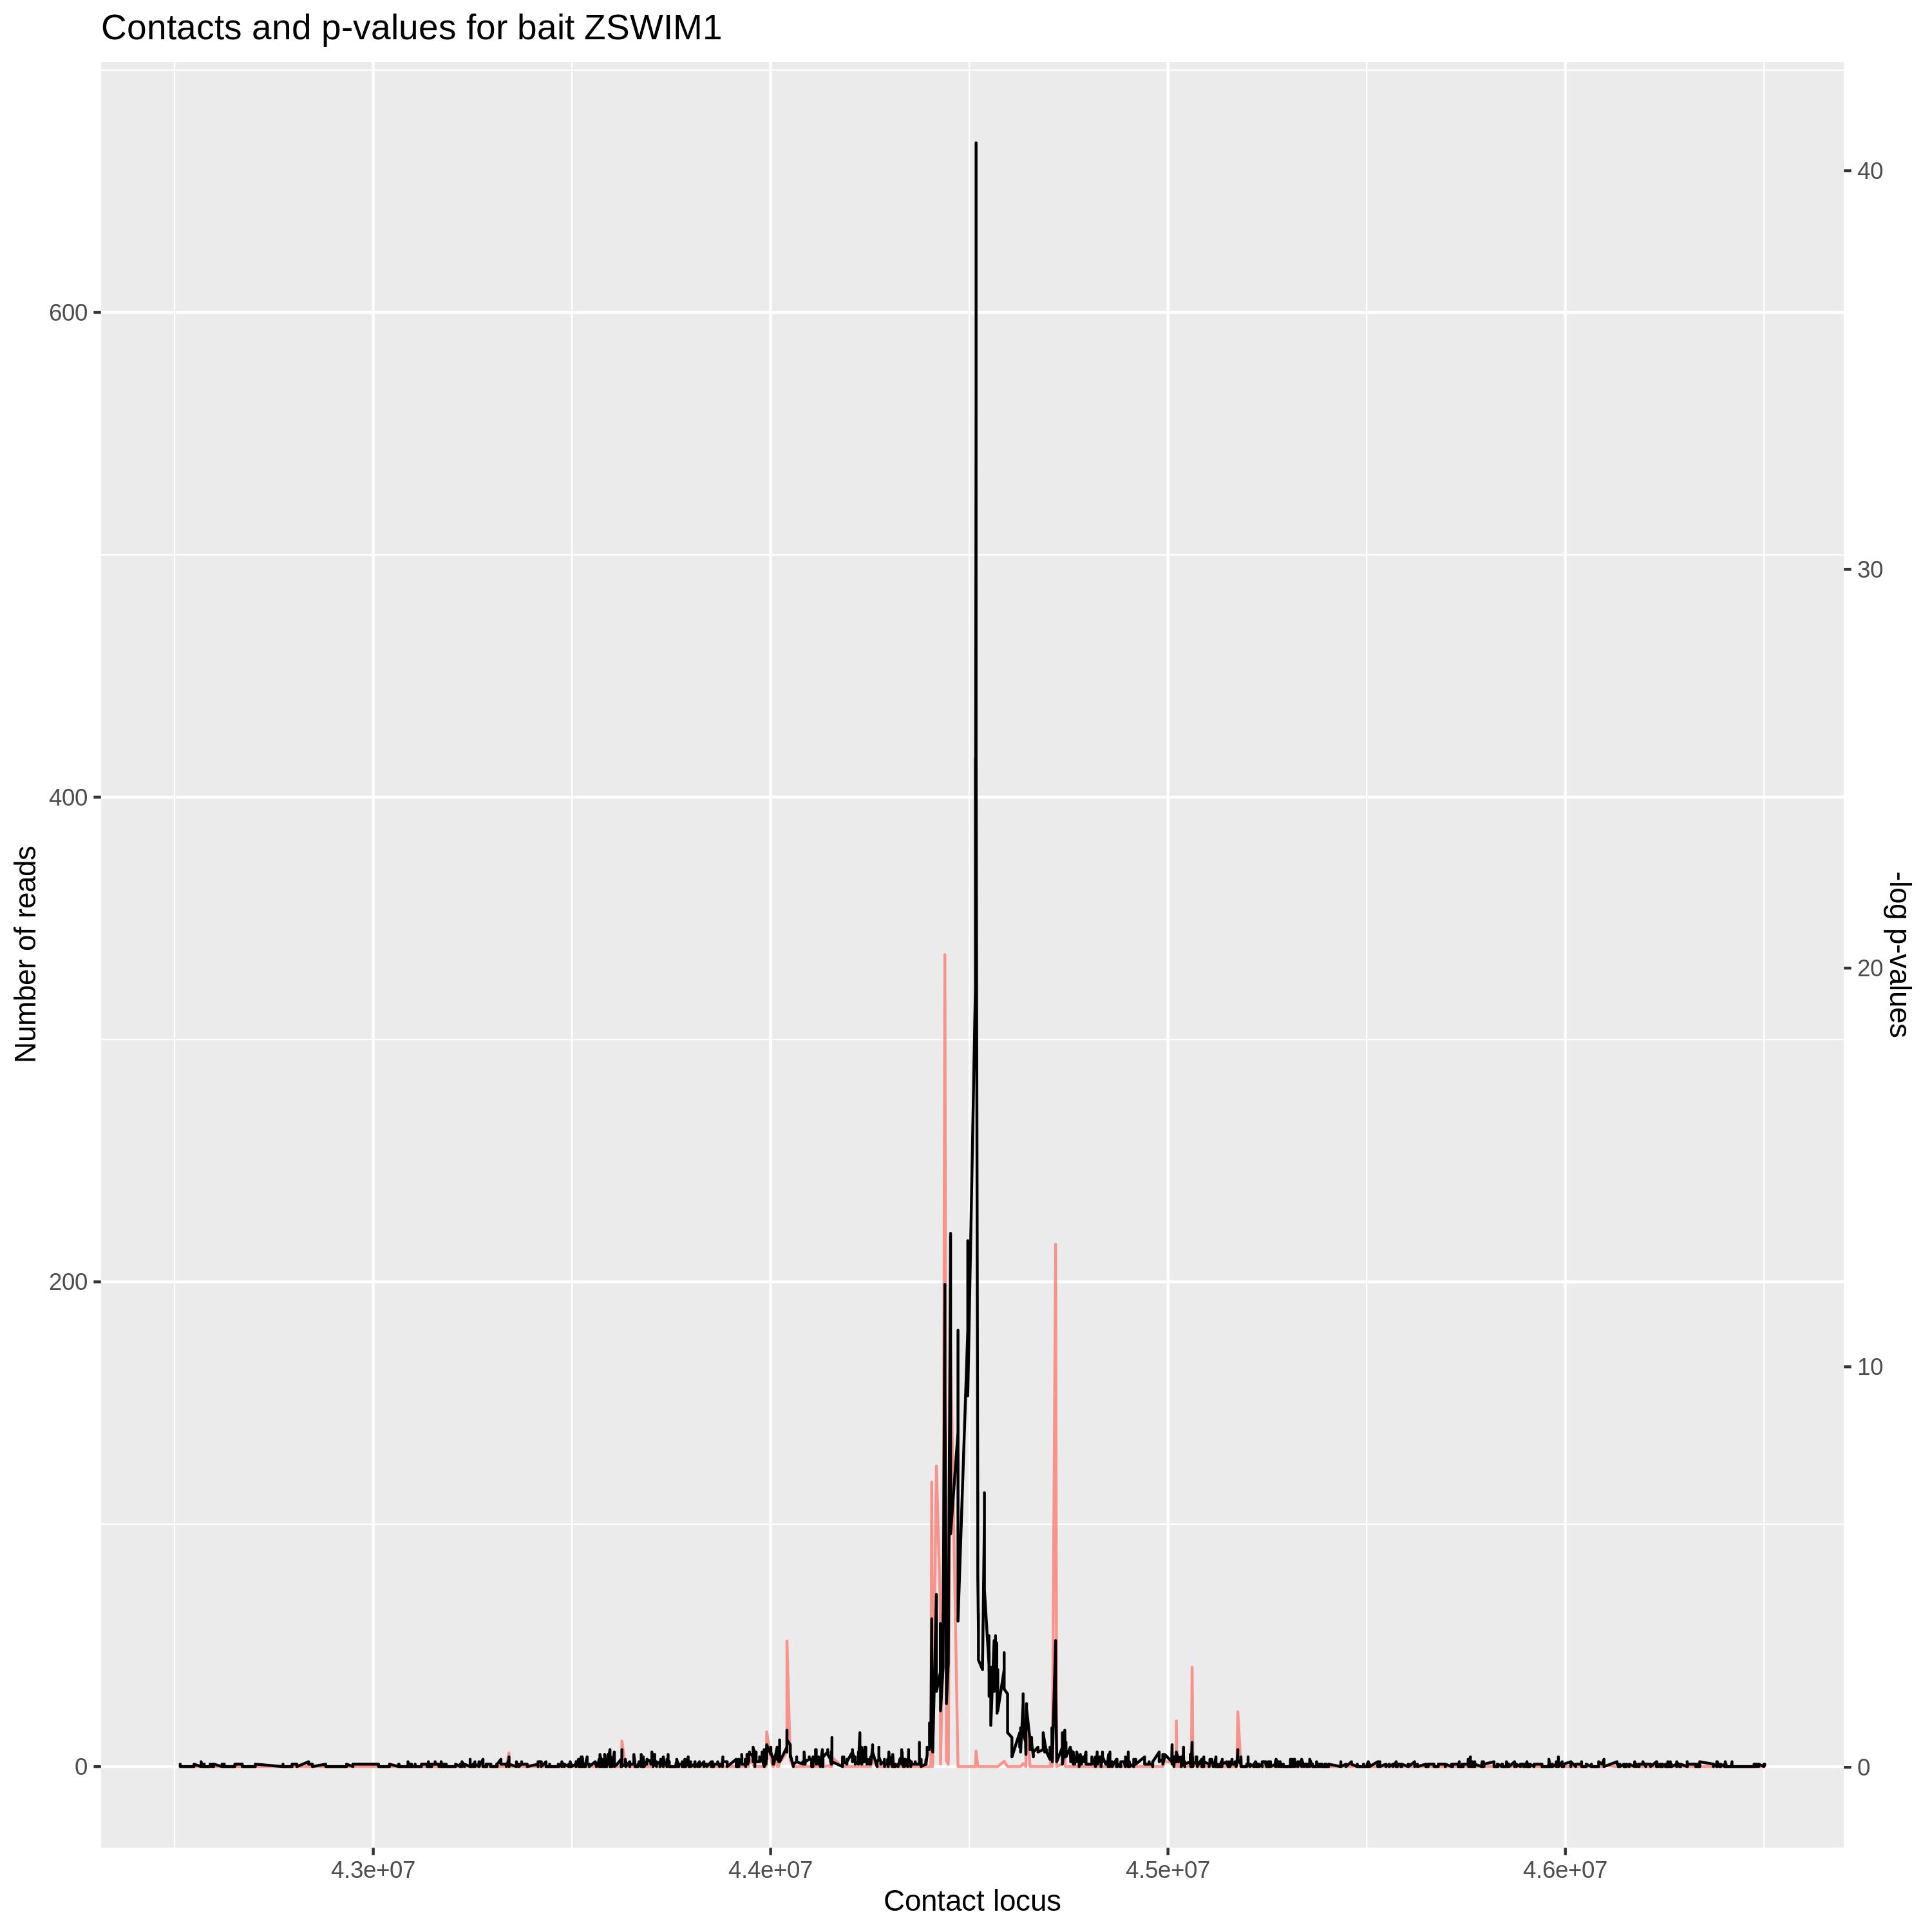 Contacts and p-values for bait ZSWIM1
Number of reads
600
400
200
0
40
30
20
10
0
-log p-values
4.3e+07
4.4e+07
4.5e+07
4.6e+07
Contact locus